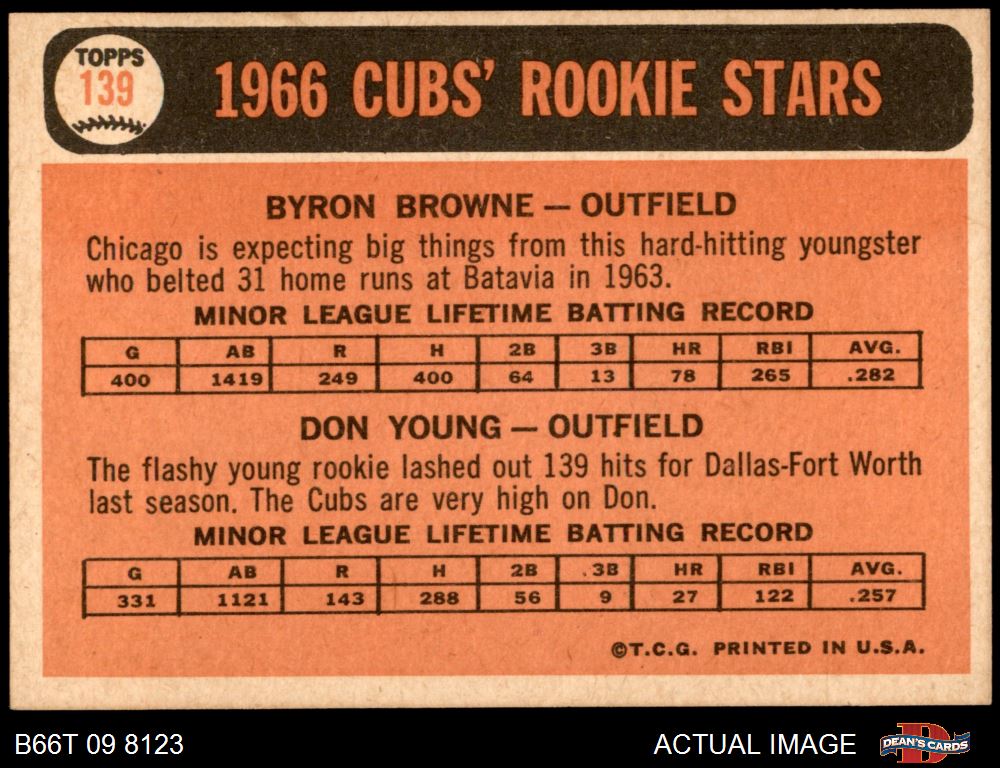 TOPPS
139
1966 CUBS' ROOKIE STARS
BYRON BROWNE — OUTFIELD
Chicago is expecting big things from this hard-hitting youngster
who belted 31 home runs at Batavia in 1963.
MINOR LEAGUE LIFETIME BATTING RECORD
G AB R H 2B 3B HR RBI AVG.
400 1419 249 400 64 13 78 265 .282
DON YOUNG — OUTFIELD
The flashy young rookie lashed out 139 hits for Dallas-Fort Worth
last season. The Cubs are very high on Don.
MINOR LEAGUE LIFETIME BATTING RECORD
G AB R H 2B .3B HR RBI AVG.
331 1121 143 288 56 9 27 122 .257
©T.C.G. PRINTED IN U.S.A.
B66T 09 8123 ACTUAL IMAGE DEAN'S CARDS